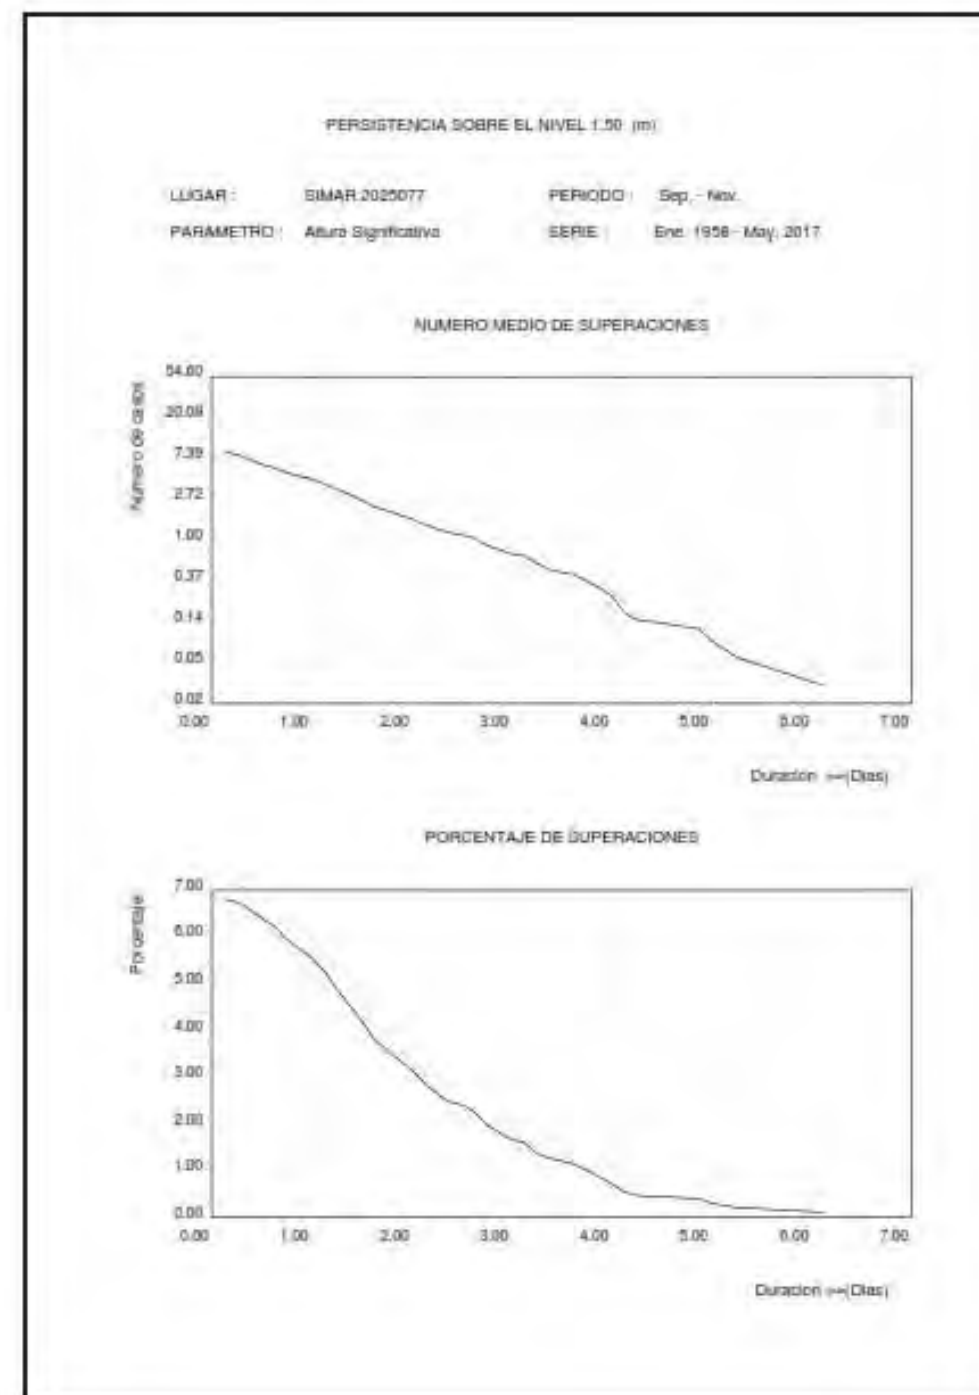 PERSISTENCIA SOBRE EL NIVEL 1.50 (m)
LUGAR : SIMAR 2025077 PERIODO : Sep. - Nov.
PARAMETRO : Altura Significativa SERIE : Ene. 1958 - May. 2017
NUMERO MEDIO DE SUPERACIONES
Numero de casos
54.60
20.09
7.39
2.72
1.00
0.37
0.14
0.05
0.02
0.00 1.00 2.00 3.00 4.00 5.00 6.00 7.00
Duracion >=(Dias)
PORCENTAJE DE SUPERACIONES
Porcentaje
7.00
6.00
5.00
4.00
3.00
2.00
1.00
0.00
0.00 1.00 2.00 3.00 4.00 5.00 6.00 7.00
Duracion >=(Dias)